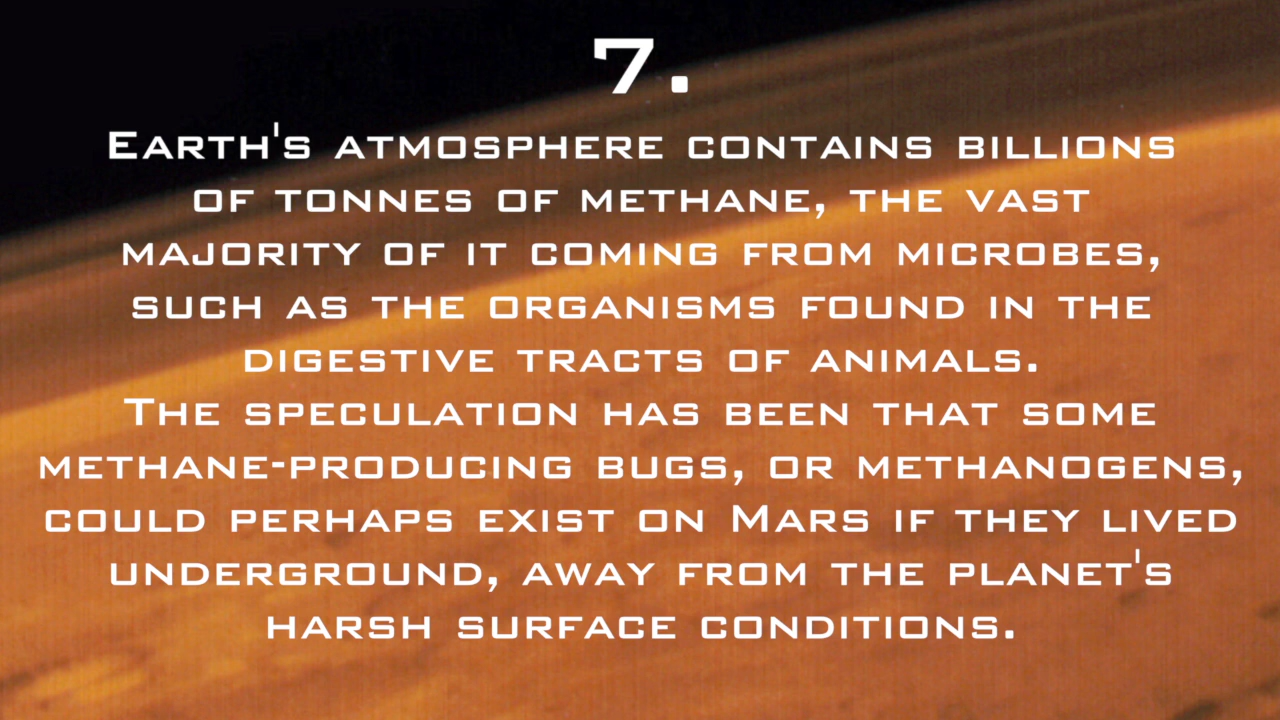 7.
Earth's atmosphere contains billions
of tonnes of methane, the vast
majority of it coming from microbes,
such as the organisms found in the
digestive tracts of animals.
The speculation has been that some
methane-producing bugs, or methanogens,
could perhaps exist on Mars if they lived
underground, away from the planet's
harsh surface conditions.